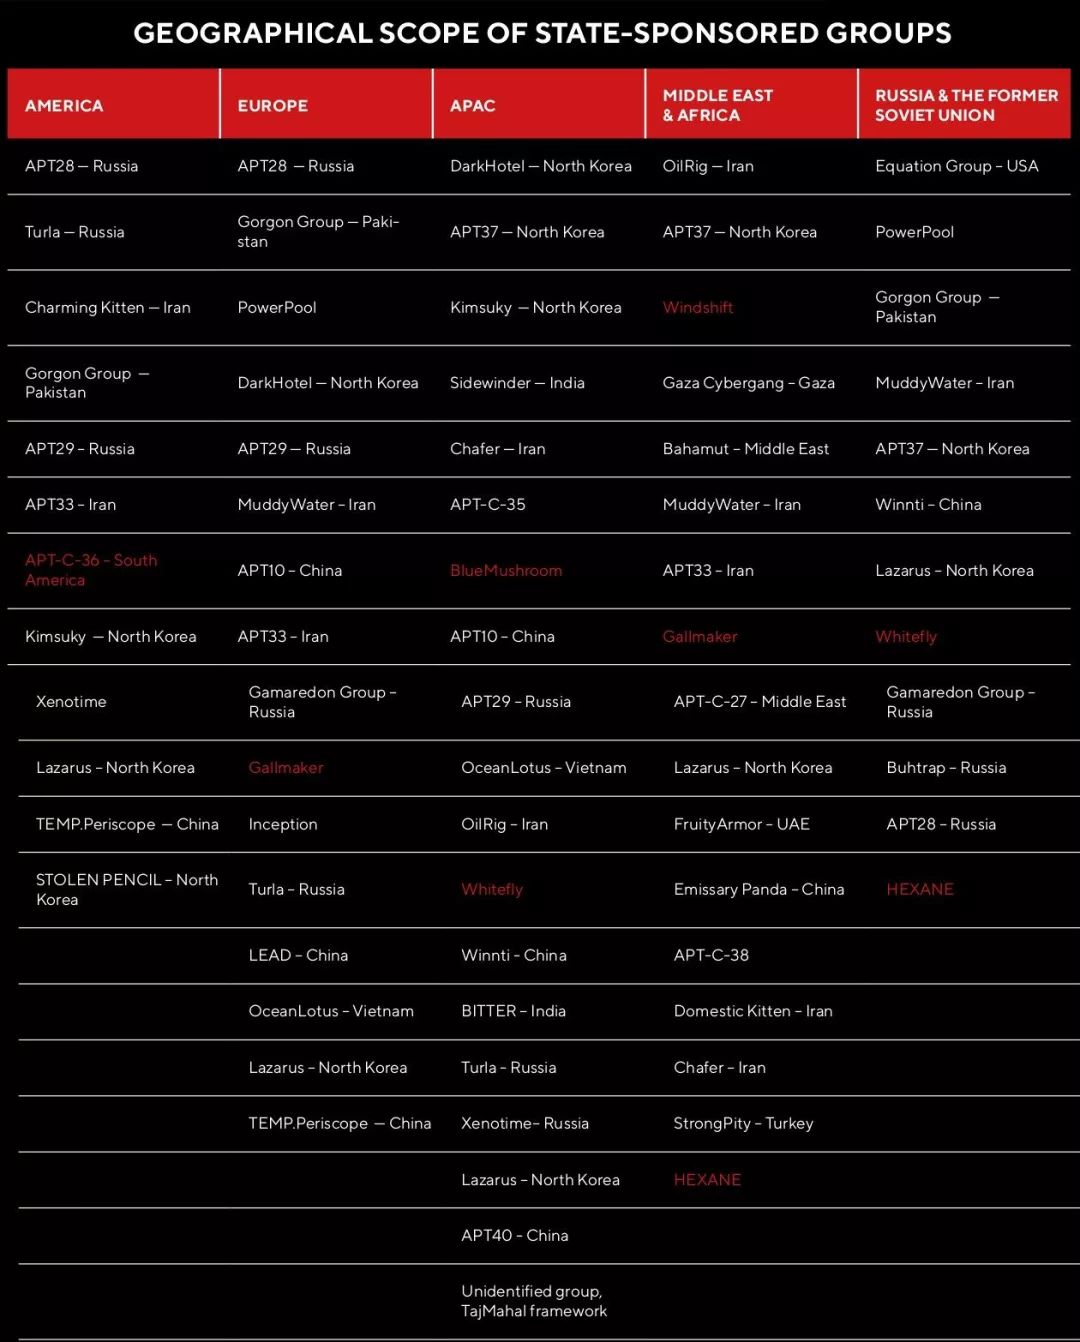 GEOGRAPHICAL SCOPE OF STATE-SPONSORED GROUPS
AMERICA
EUROPE
APAC
MIDDLE EAST
& AFRICA
RUSSIA & THE FORMER
SOVIET UNION
APT28 — Russia
APT28 — Russia
DarkHotel — North Korea
OilRig — Iran
Equation Group – USA
Turla — Russia
Gorgon Group — Paki-
stan
APT37 — North Korea
APT37 — North Korea
PowerPool
Charming Kitten — Iran
PowerPool
Kimsuky — North Korea
Windshift
Gorgon Group —
Pakistan
Gorgon Group —
Pakistan
DarkHotel — North Korea
Sidewinder — India
Gaza Cybergang – Gaza
MuddyWater – Iran
APT29 – Russia
APT29 — Russia
Chafer — Iran
Bahamut – Middle East
APT37 — North Korea
APT33 – Iran
MuddyWater – Iran
APT-C-35
MuddyWater – Iran
Winnti – China
APT-C-36 – South
America
APT10 – China
BlueMushroom
APT33 – Iran
Lazarus – North Korea
Kimsuky — North Korea
APT33 – Iran
APT10 – China
Gallmaker
Whitefly
Xenotime
Gamaredon Group –
Russia
APT29 – Russia
APT-C-27 – Middle East
Gamaredon Group –
Russia
Lazarus – North Korea
Gallmaker
OceanLotus – Vietnam
Lazarus – North Korea
Buhtrap – Russia
TEMP.Periscope — China
Inception
OilRig – Iran
FruityArmor – UAE
APT28 – Russia
STOLEN PENCIL – North
Korea
Turla – Russia
Whitefly
Emissary Panda – China
HEXANE
LEAD – China
Winnti – China
APT-C-38
OceanLotus – Vietnam
BITTER – India
Domestic Kitten – Iran
Lazarus – North Korea
Turla – Russia
Chafer – Iran
TEMP.Periscope — China
Xenotime– Russia
StrongPity – Turkey
Lazarus – North Korea
HEXANE
APT40 – China
Unidentified group,
TajMahal framework